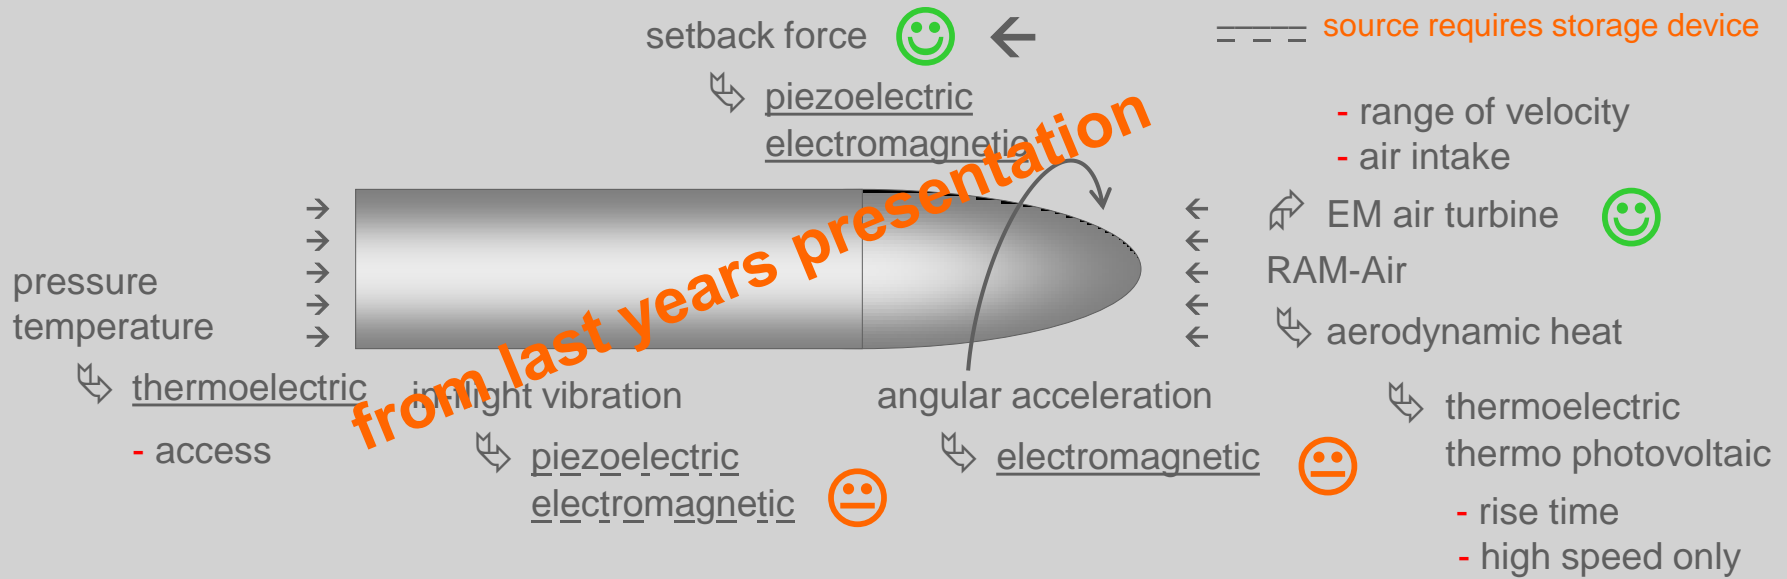 setback force
piezoelectric
electromagnetic
source requires storage device
- range of velocity
- air intake
EM air turbine
RAM-Air
aerodynamic heat
thermoelectric
thermo photovoltaic
- rise time
- high speed only
pressure
temperature
thermoelectric
- access
in-flight vibration
piezoelectric
electromagnetic
angular acceleration
electromagnetic
from last years presentation